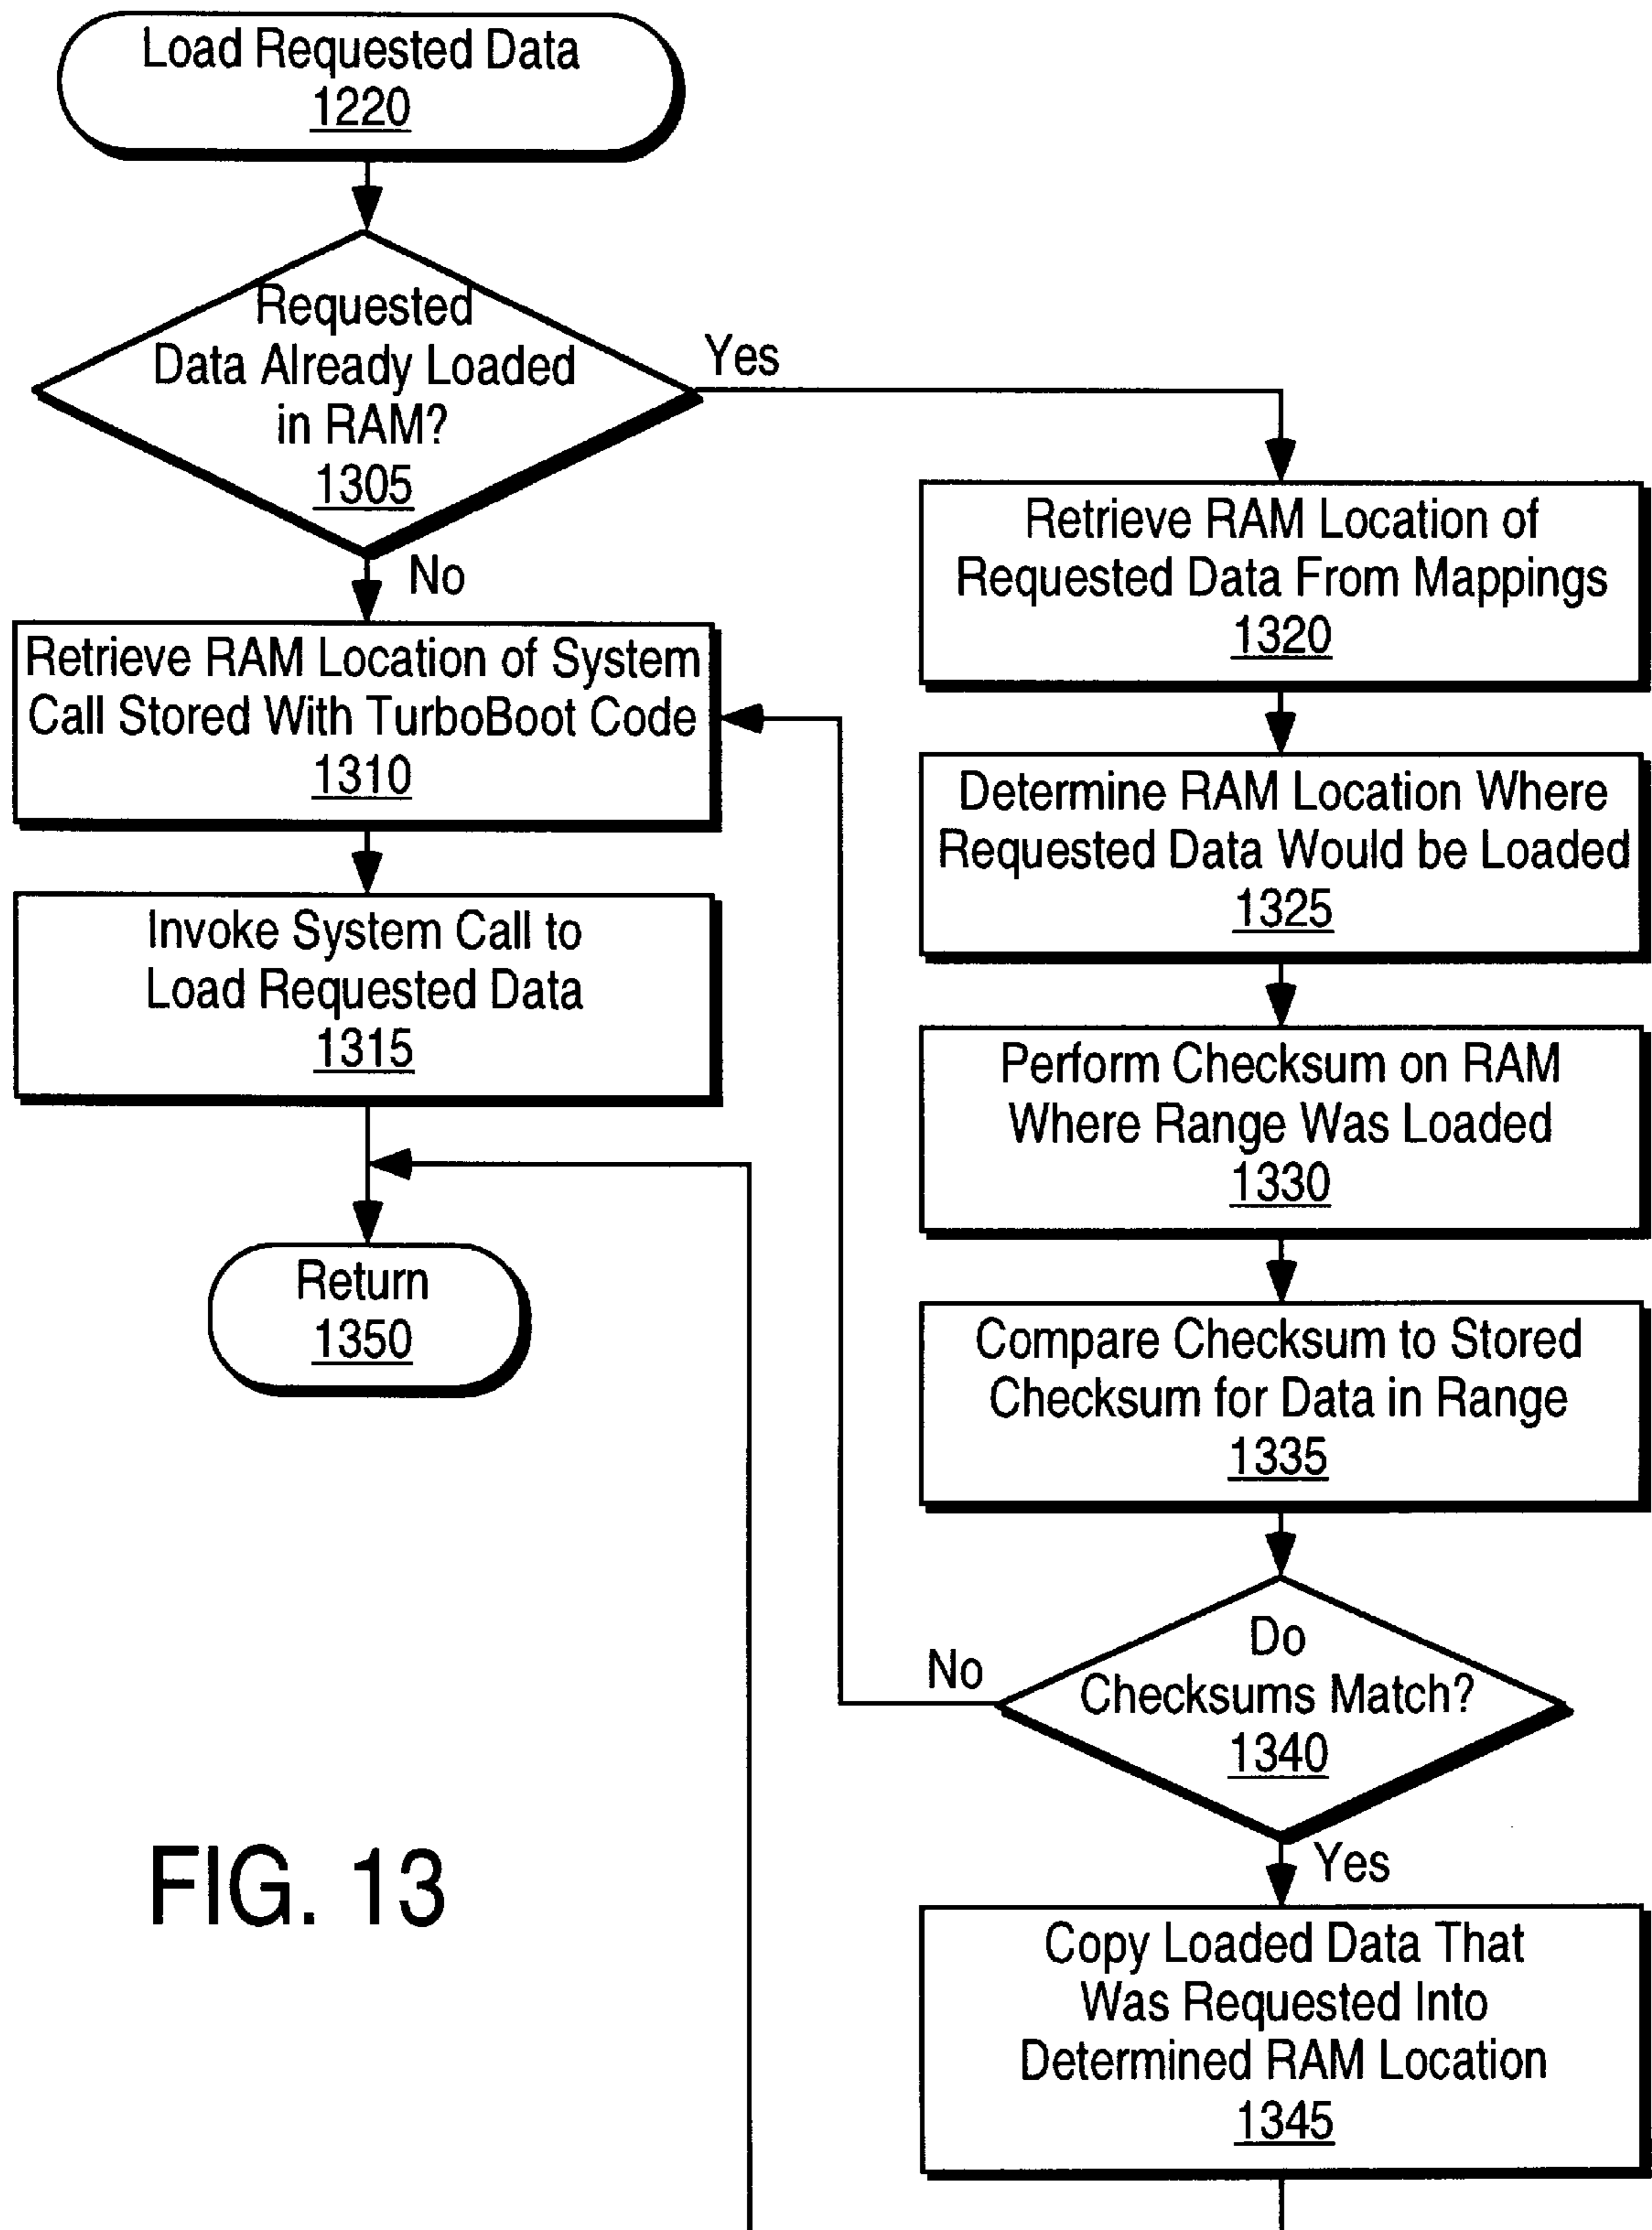 Load Requested Data
1220
Requested
Data Already Loaded
in RAM?
1305
Yes
No
Retrieve RAM Location of System
Call Stored With TurboBoot Code
1310
Invoke System Call to
Load Requested Data
1315
Return
1350
Retrieve RAM Location of
Requested Data From Mappings
1320
Determine RAM Location Where
Requested Data Would be Loaded
1325
Perform Checksum on RAM
Where Range Was Loaded
1330
Compare Checksum to Stored
Checksum for Data in Range
1335
Do
Checksums Match?
1340
No
Yes
Copy Loaded Data That
Was Requested Into
Determined RAM Location
1345
FIG. 13